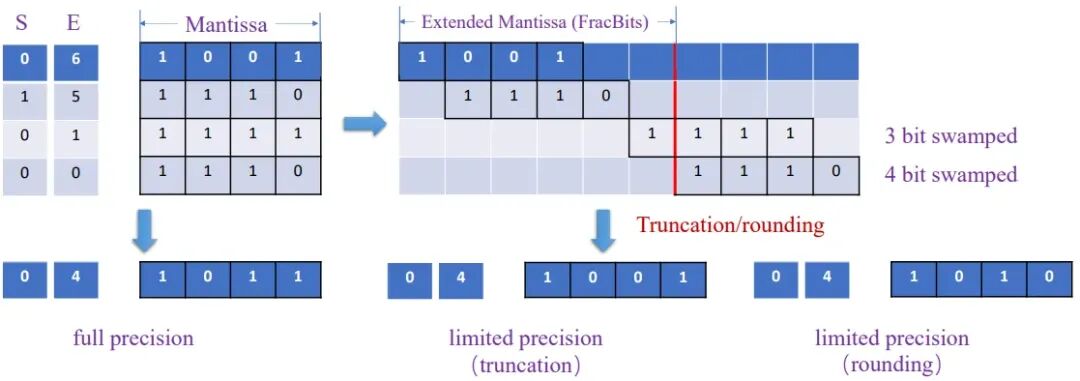 S E Mantissa Extended Mantissa (FracBits)
0 6 1 0 0 1 1 0 0 1
1 5 1 1 1 0 1 1 1 0
0 1 1 1 1 1 1 1 1 1 3 bit swamped
0 0 1 1 1 0 1 1 1 0 4 bit swamped
Truncation/rounding
0 4 1 0 1 1 0 4 1 0 0 1 0 4 1 0 1 0
full precision limited precision limited precision
(truncation) (rounding)